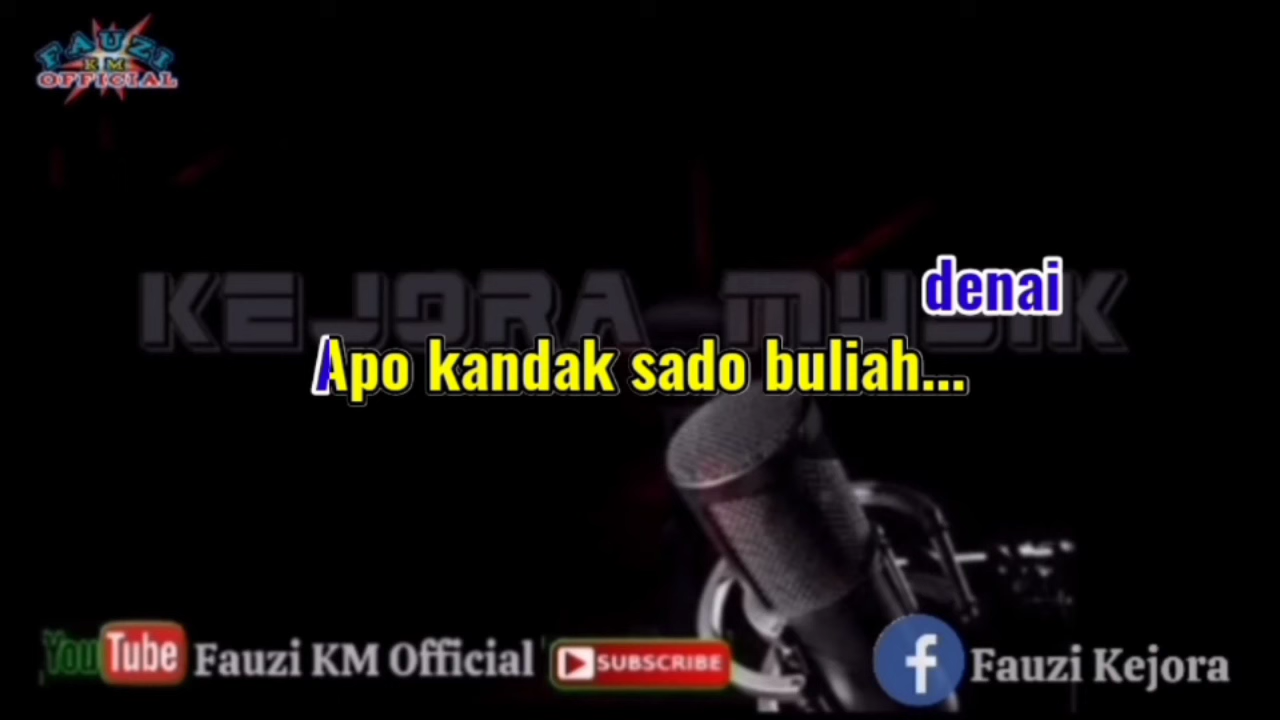 FAUZI
KM
OFFICIAL
KEJORA MUSIK
denai
Apo kandak sado buliah...
YouTube Fauzi KM Official SUBSCRIBE f Fauzi Kejora